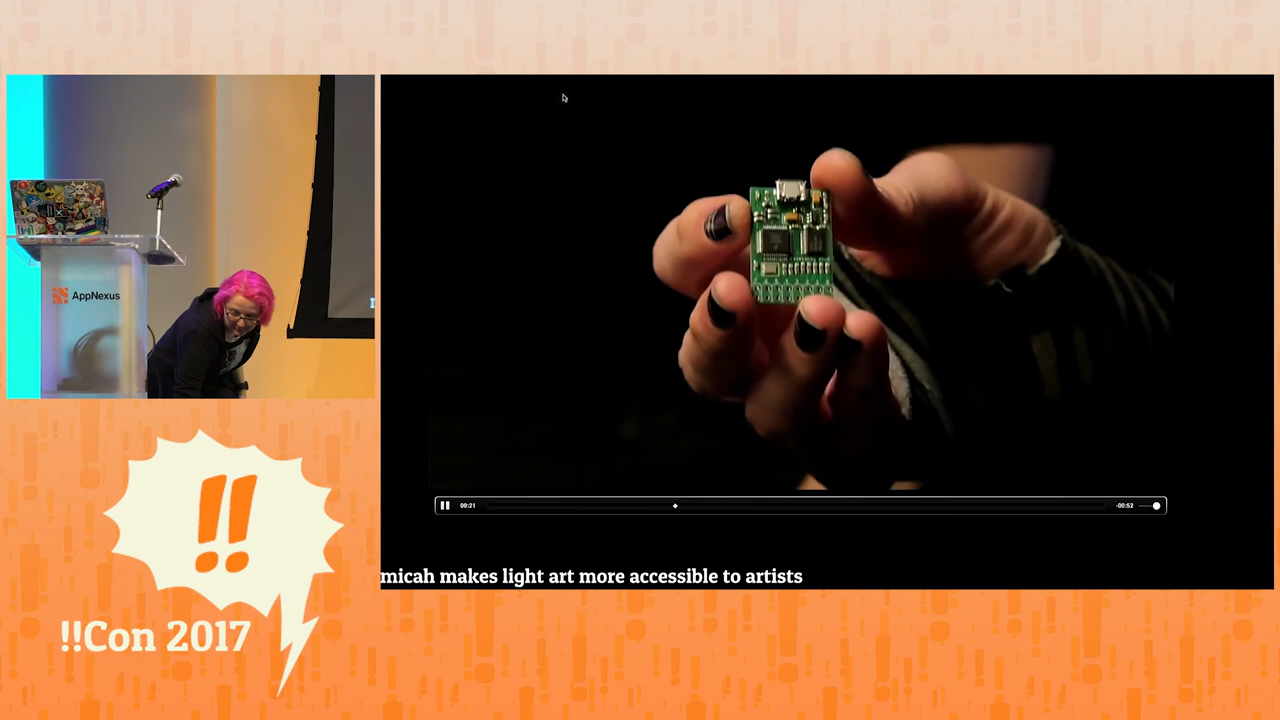 AppNexus
!!
!!Con 2017
00:21
-00:52
micah makes light art more accessible to artists